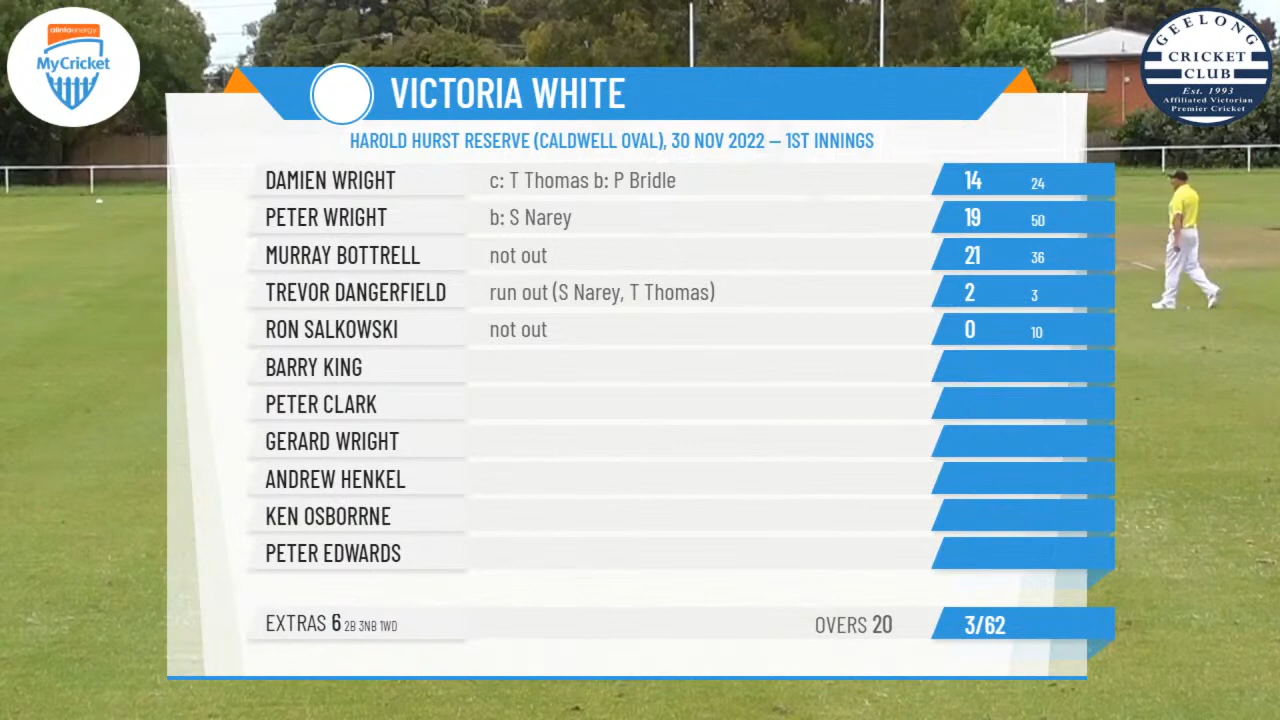 alintaenergy
MyCricket
GEELONG
CRICKET
CLUB
Est. 1993
Affiliated Victorian
Premier Cricket
VICTORIA WHITE
HAROLD HURST RESERVE (CALDWELL OVAL), 30 NOV 2022 – 1ST INNINGS
DAMIEN WRIGHT c: T Thomas b: P Bridle 14 24
PETER WRIGHT b: S Narey 19 50
MURRAY BOTTRELL not out 21 36
TREVOR DANGERFIELD run out (S Narey, T Thomas) 2 3
RON SALKOWSKI not out 0 10
BARRY KING
PETER CLARK
GERARD WRIGHT
ANDREW HENKEL
KEN OSBORRNE
PETER EDWARDS
EXTRAS 6 2B 3NB 1WD OVERS 20 3/62